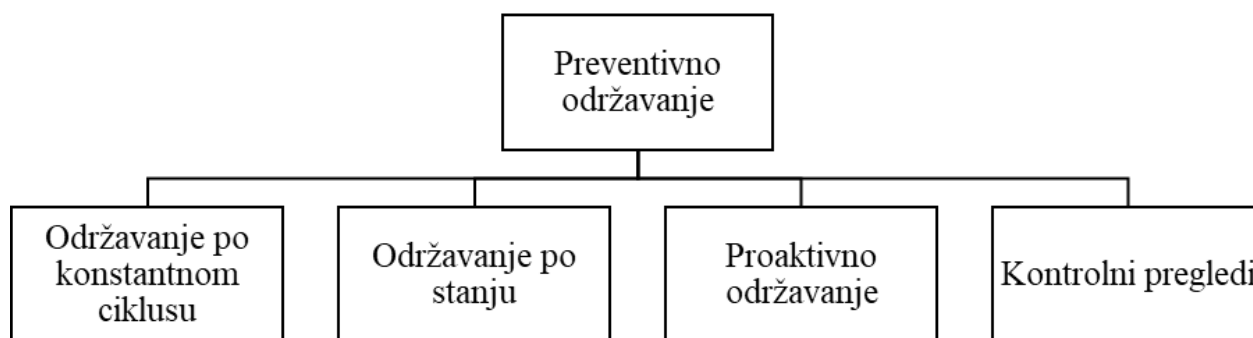 Preventivno
održavanje
Održavanje po
konstantnom
ciklusu
Održavanje po
stanju
Proaktivno
održavanje
Kontrolni pregledi